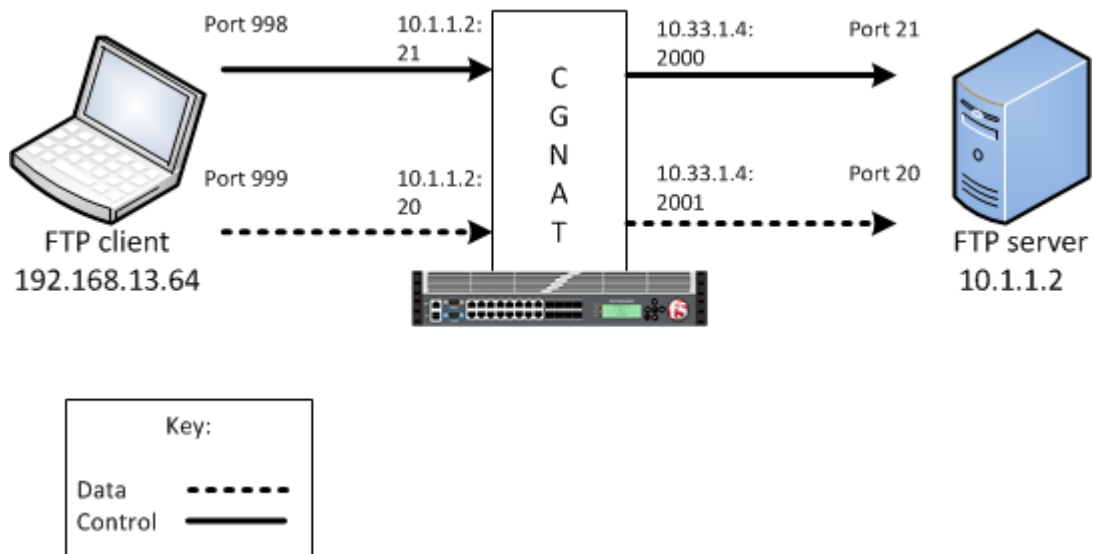 Port 998
10.1.1.2:
21
10.33.1.4:
2000
Port 21
C
G
N
A
T
Port 999
10.1.1.2:
20
10.33.1.4:
2001
Port 20
FTP client
192.168.13.64
FTP server
10.1.1.2
f5
Key:
Data
Control